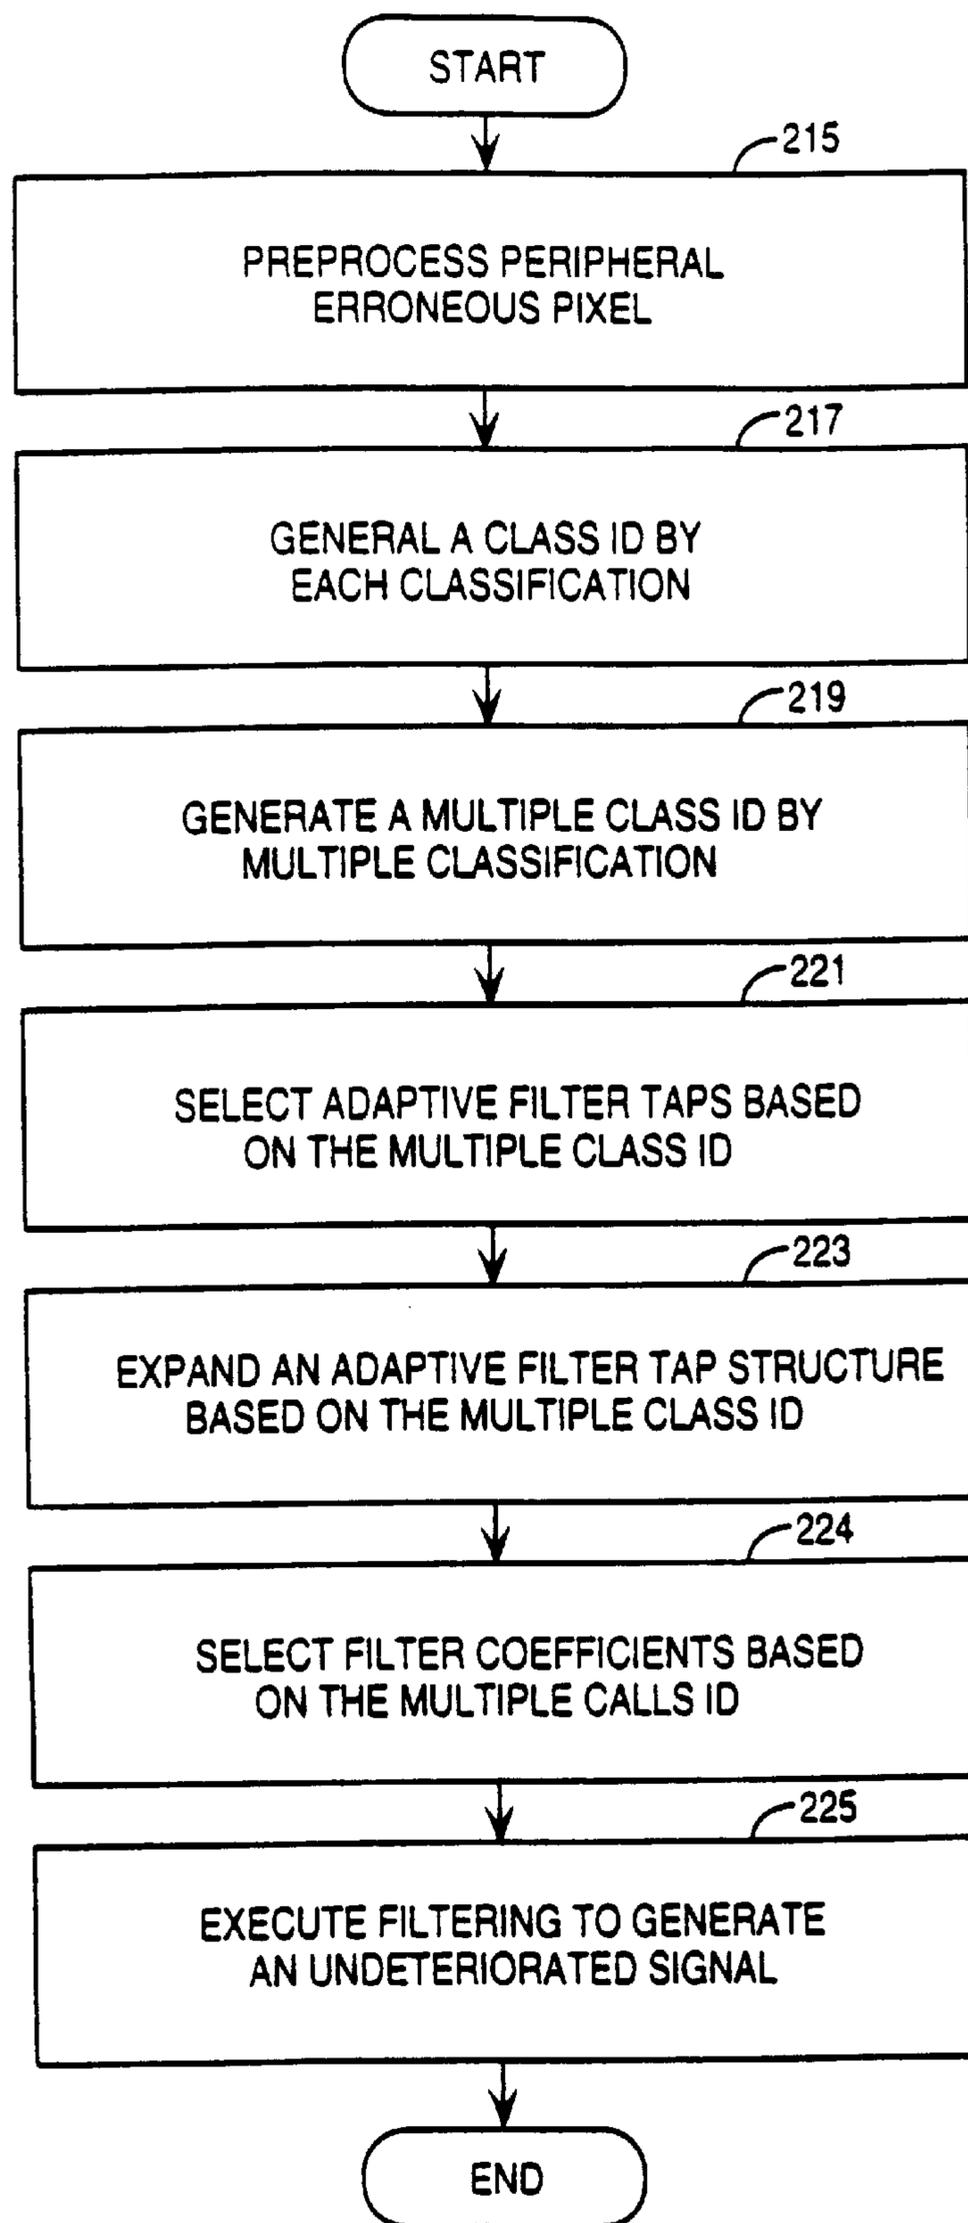 START
215
PREPROCESS PERIPHERAL
ERRONEOUS PIXEL
217
GENERAL A CLASS ID BY
EACH CLASSIFICATION
219
GENERATE A MULTIPLE CLASS ID BY
MULTIPLE CLASSIFICATION
221
SELECT ADAPTIVE FILTER TAPS BASED
ON THE MULTIPLE CLASS ID
223
EXPAND AN ADAPTIVE FILTER TAP STRUCTURE
BASED ON THE MULTIPLE CLASS ID
224
SELECT FILTER COEFFICIENTS BASED
ON THE MULTIPLE CALLS ID
225
EXECUTE FILTERING TO GENERATE
AN UNDETERIORATED SIGNAL
END